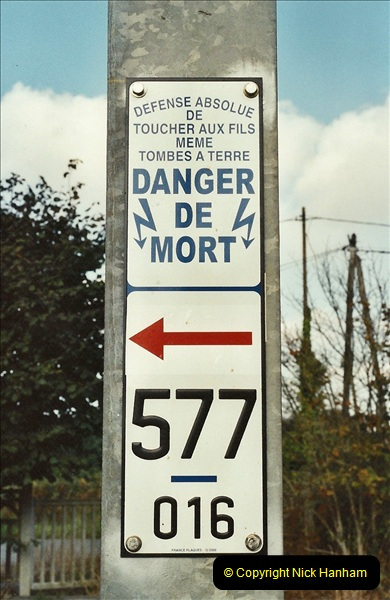 DEFENSE ABSOLUE
DE
TOUCHER AUX FILS
MEME
TOMBES A TERRE
DANGER
DE
MORT
577
016
© Copyright Nick Hanham